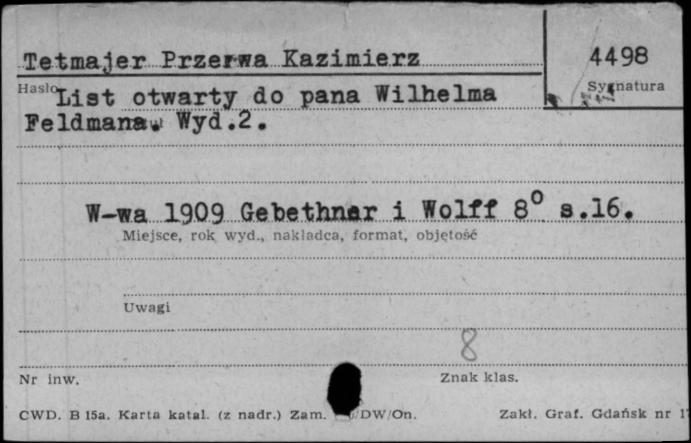 Tetmajer Przerwa Kazimierz
4498
Hasło
Sygnatura
List otwarty do pana Wilhelma
Feldmana. Wyd.2.
W-wa 1909 Gebethner i Wolff 8° s.16.
Miejsce, rok wyd., nakładca, format, objętość
Uwagi
8
Nr inw.
Znak klas.
CWD. B 15a. Karta katal. (z nadr.) Zam. /DW/On.
Zakł. Graf. Gdańsk nr